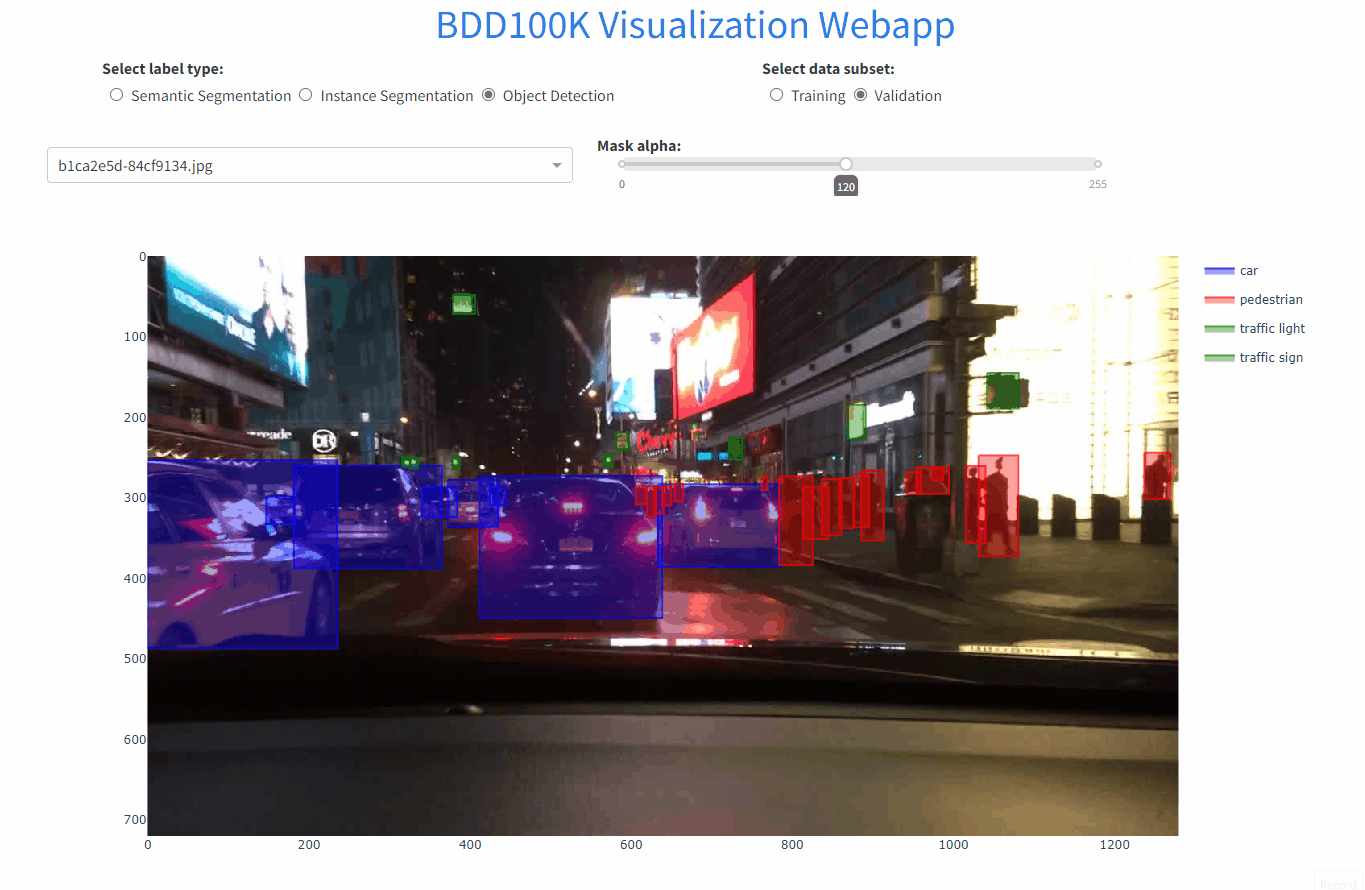 BDD100K Visualization Webapp
Select label type:
Select data subset:
Semantic Segmentation Instance Segmentation Object Detection
Training Validation
Mask alpha:
b1ca2e5d-84cf9134.jpg
0
255
120
0
100
200
300
400
500
600
700
0
200
400
600
800
1000
1200
car
pedestrian
traffic light
traffic sign
DR
Record